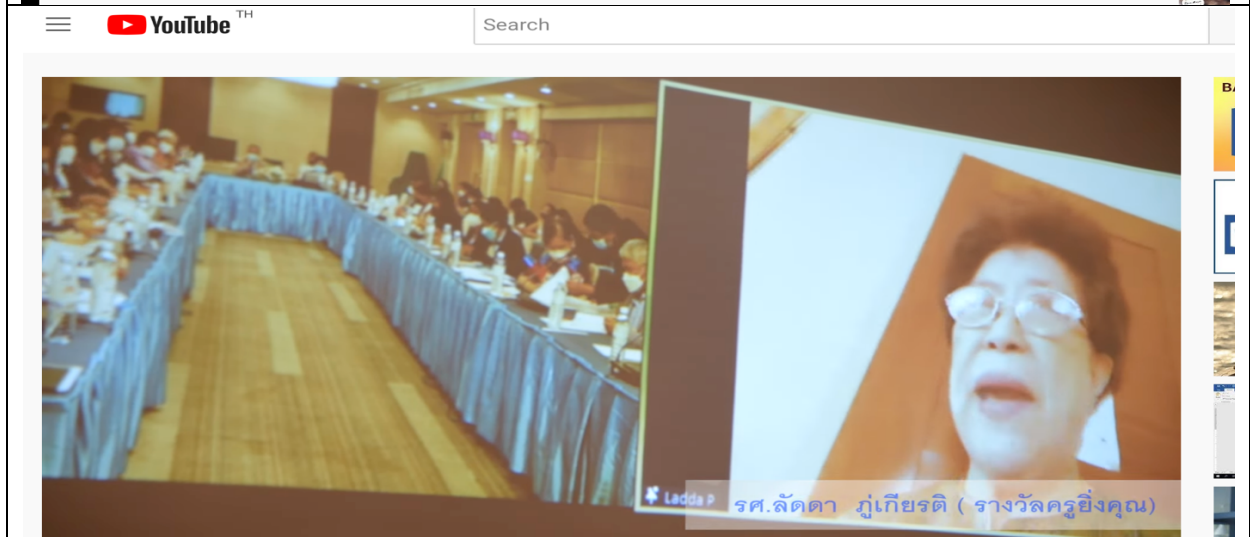 YouTube TH
Search
BA
Ladda P
รศ.ลัดดา ภู่เกียรติ ( รางวัลครูยิ่งคุณ)